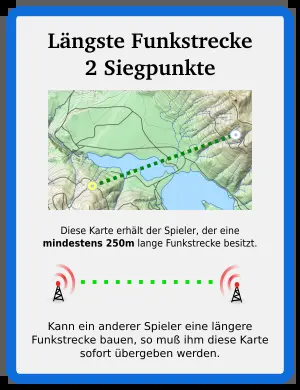 Längste Funkstrecke
2 Siegpunkte
Diese Karte erhält der Spieler, der eine
mindestens 250m lange Funkstrecke besitzt.
Kann ein anderer Spieler eine längere
Funkstrecke bauen, so muß ihm diese Karte
sofort übergeben werden.